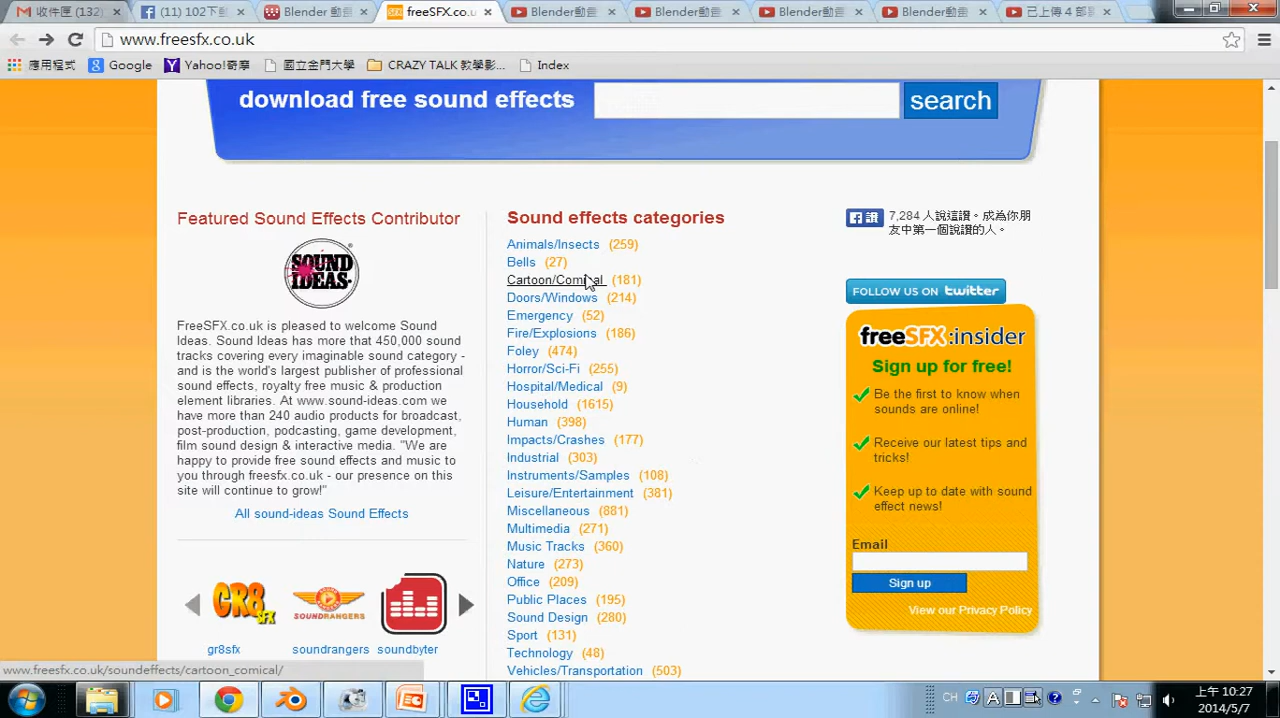 收件匣 (132)
(11) 102下
Blender 動畫
freeSFX.co.u
Blender動畫
Blender動畫
Blender動畫
Blender動畫
已上傳 4 部影
www.freesfx.co.uk
應用程式
Google
Yahoo!奇摩
國立金門大學
CRAZY TALK 教學影...
Index
download free sound effects
search
Featured Sound Effects Contributor
SOUND
IDEAS
FreeSFX.co.uk is pleased to welcome Sound
Ideas. Sound Ideas has more that 450,000 sound
tracks covering every imaginable sound category -
and is the world's largest publisher of professional
sound effects, royalty free music & production
element libraries. At www.sound-ideas.com we
have more than 240 audio products for broadcast,
post-production, podcasting, game development,
film sound design & interactive media. "We are
happy to provide free sound effects and music to
you through freesfx.co.uk - our presence on this
site will continue to grow!"
All sound-ideas Sound Effects
GR8
SFX
SOUNDRANGERS
gr8sfx
soundrangers
soundbyter
Sound effects categories
Animals/Insects (259)
Bells (27)
Cartoon/Comical (181)
Doors/Windows (214)
Emergency (52)
Fire/Explosions (186)
Foley (474)
Horror/Sci-Fi (255)
Hospital/Medical (9)
Household (1615)
Human (398)
Impacts/Crashes (177)
Industrial (303)
Instruments/Samples (108)
Leisure/Entertainment (381)
Miscellaneous (881)
Multimedia (271)
Music Tracks (360)
Nature (273)
Office (209)
Public Places (195)
Sound Design (280)
Sport (131)
Technology (48)
Vehicles/Transportation (503)
讚
7,284 人說這讚。成為你朋
友中第一個說讚的人。
FOLLOW US ON twitter
freeSFX:insider
Sign up for free!
Be the first to know when
sounds are online!
Receive our latest tips and
tricks!
Keep up to date with sound
effect news!
Email
Sign up
View our Privacy Policy
www.freesfx.co.uk/soundeffects/cartoon_comical/
CH
上午 10:27
2014/5/7